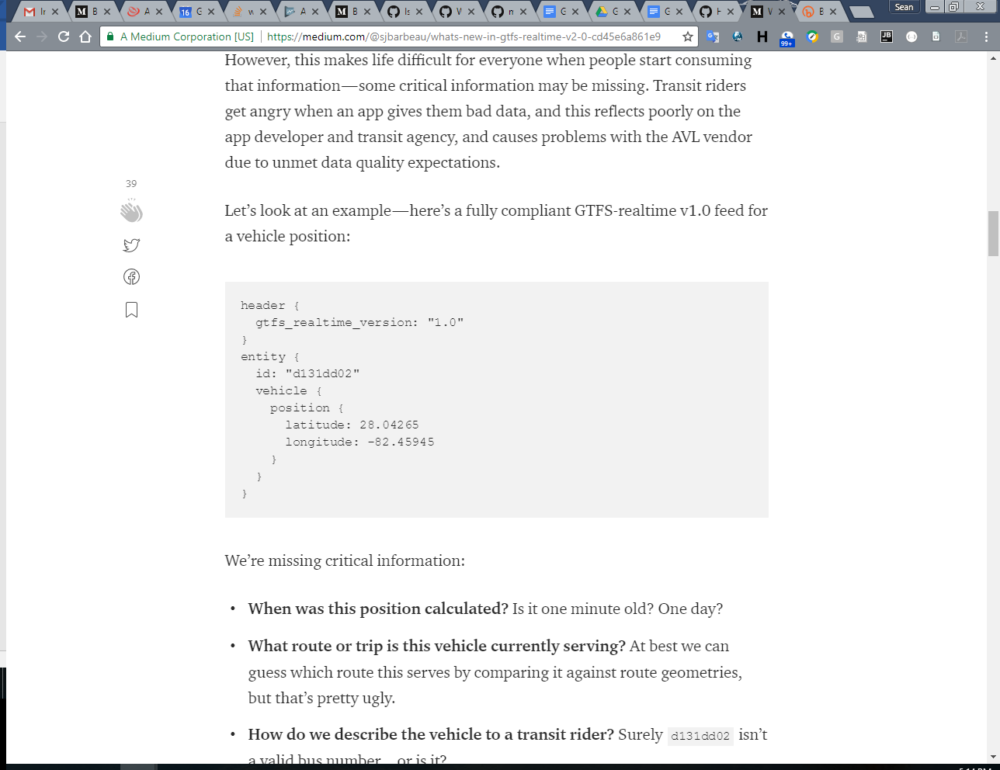 Ir M B A 16 G w A M B Is V n G G G H M V B Sean
A Medium Corporation [US] | https://medium.com/@sjbarbeau/whats-new-in-gtfs-realtime-v2-0-cd45e6a861e9 H 99+ G JB
However, this makes life difficult for everyone when people start consuming
that information—some critical information may be missing. Transit riders
get angry when an app gives them bad data, and this reflects poorly on the
app developer and transit agency, and causes problems with the AVL vendor
due to unmet data quality expectations.
39
Let’s look at an example—here’s a fully compliant GTFS-realtime v1.0 feed for
a vehicle position:
header {
gtfs_realtime_version: "1.0"
}
entity {
id: "d131dd02"
vehicle {
position {
latitude: 28.04265
longitude: -82.45945
}
}
}
We’re missing critical information:
• When was this position calculated? Is it one minute old? One day?
• What route or trip is this vehicle currently serving? At best we can
guess which route this serves by comparing it against route geometries,
but that’s pretty ugly.
• How do we describe the vehicle to a transit rider? Surely d131dd02 isn’t
a valid bus number… or is it?